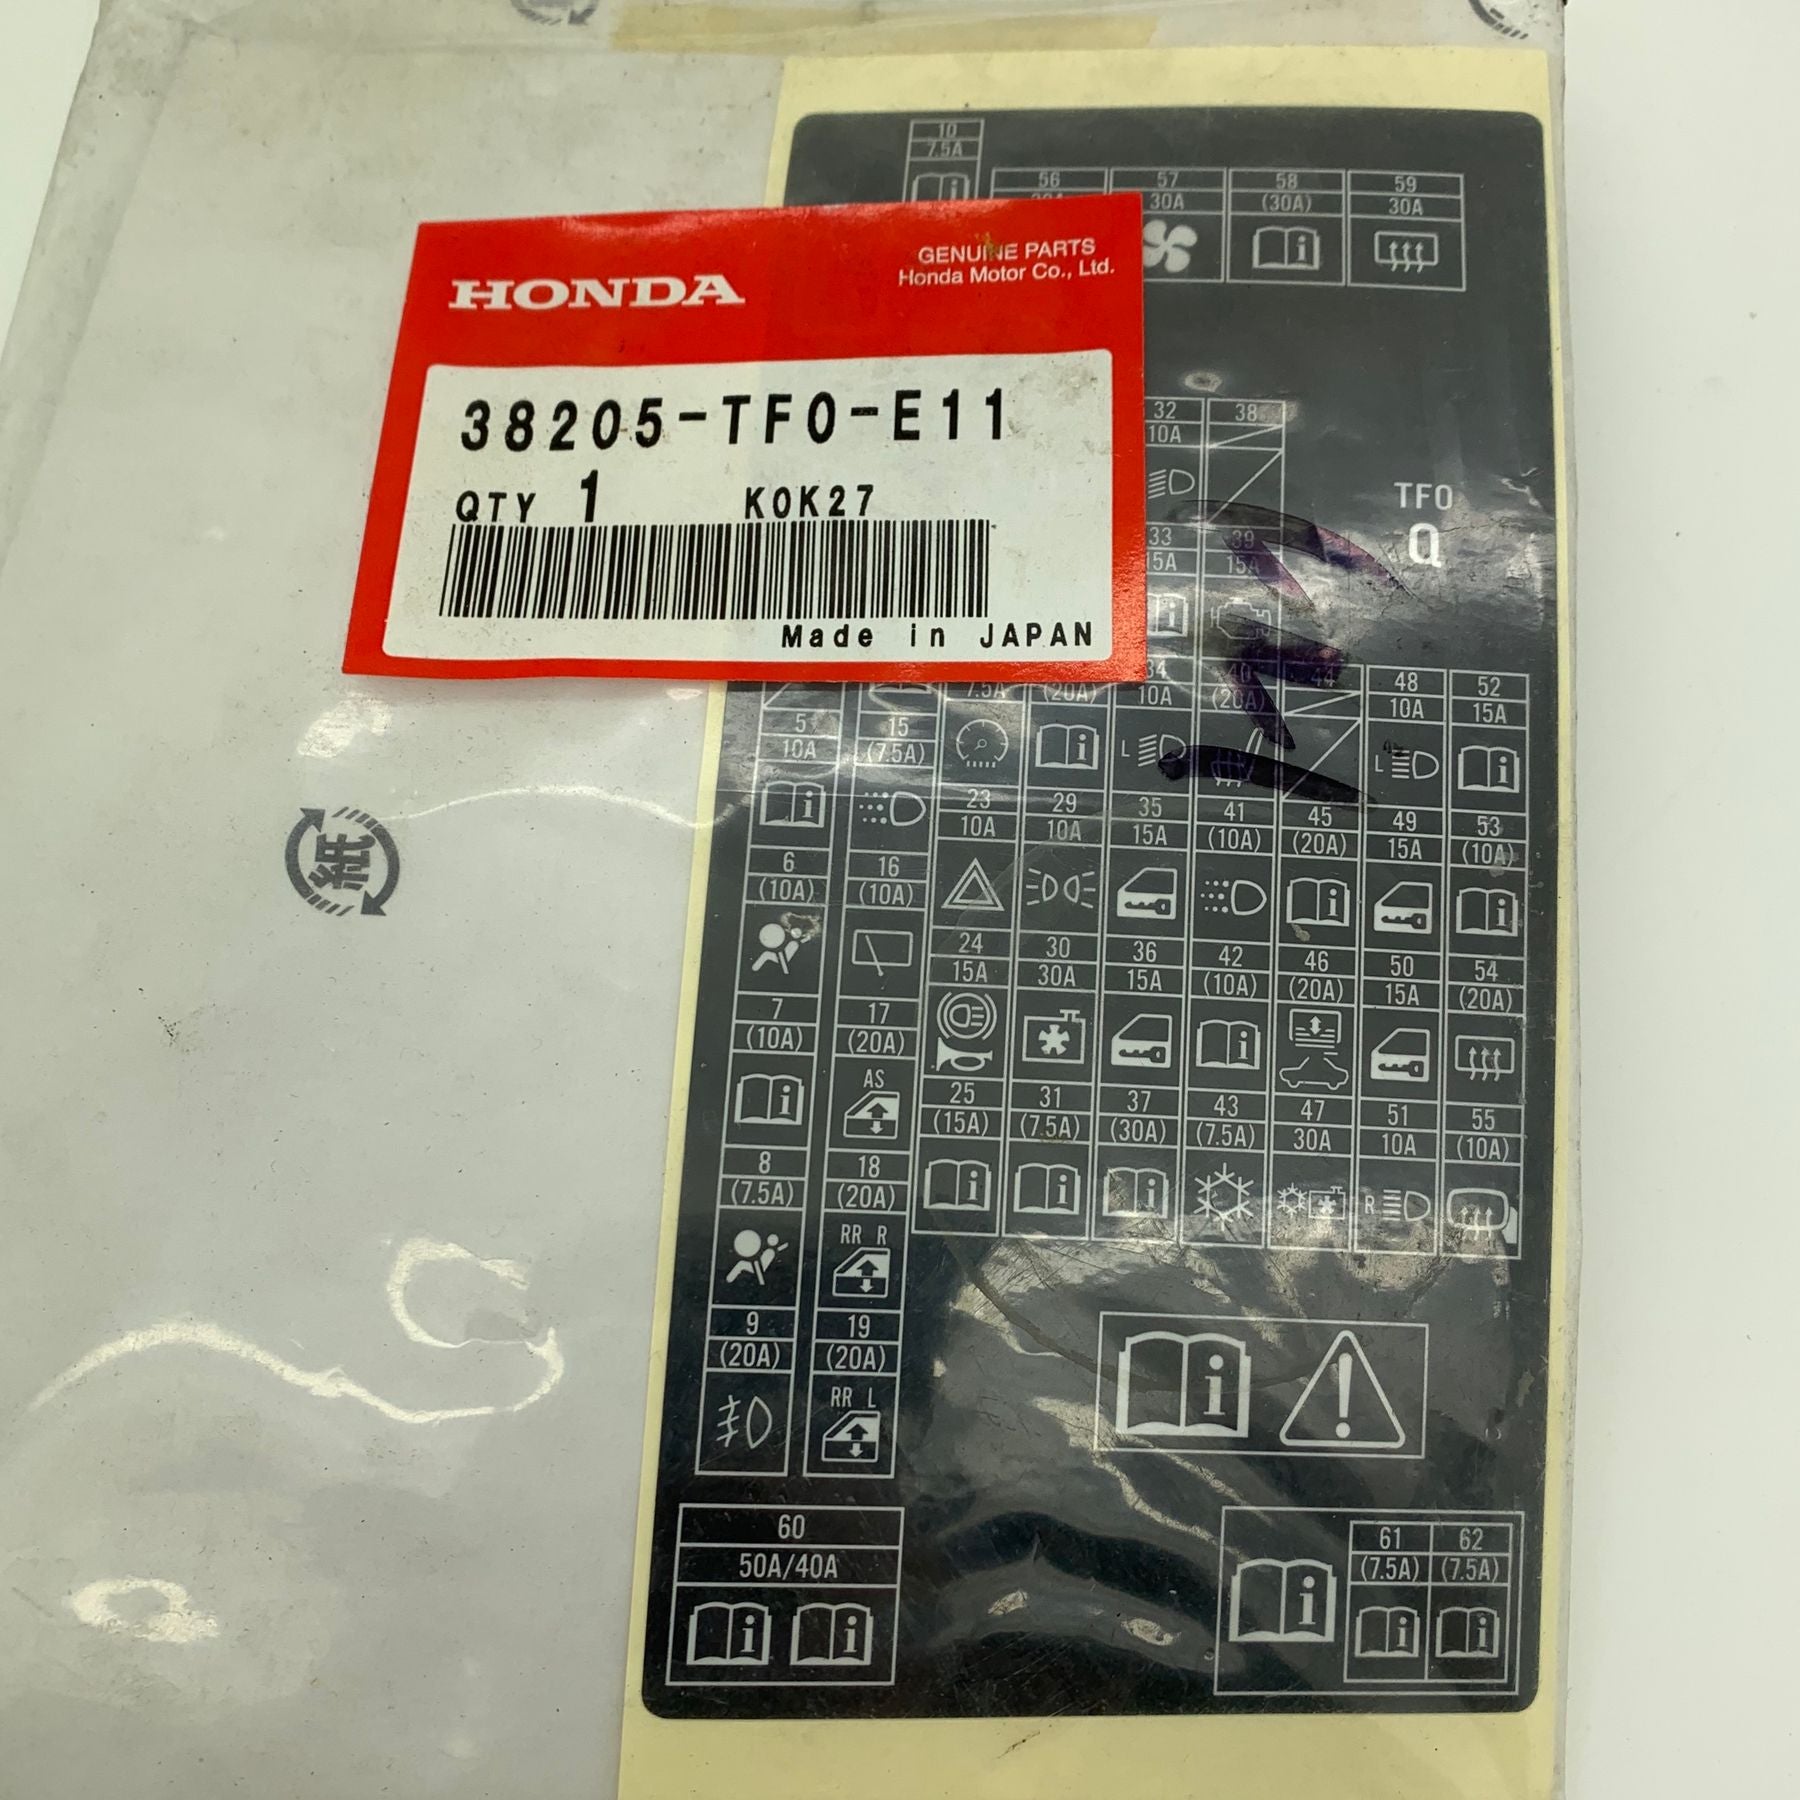 10
7.5A
56 57 58 59
30A (30A) 30A
HONDA
GENUINE PARTS
Honda Motor Co., Ltd.
38205-TF0-E11
QTY 1 K0K27
Made in JAPAN
32 38
10A
TF0
Q
33 39
15A 15A
34 40 44 48 52
7.5A (20A) 10A (20A) 10A 15A
5 15
10A (7.5A)
L L
23 29 35 41 45 49 53
10A 10A 15A (10A) (20A) 15A (10A)
6 16
(10A) (10A)
24 30 36 42 46 50 54
15A 30A 15A (10A) (20A) 15A (20A)
7 17
(10A) (20A)
AS
25 31 37 43 47 51 55
(15A) (7.5A) (30A) (7.5A) 30A 10A (10A)
R
8 18
(7.5A) (20A)
RR R
9 19
(20A) (20A)
RR L
60
50A/40A
61 62
(7.5A) (7.5A)
紙